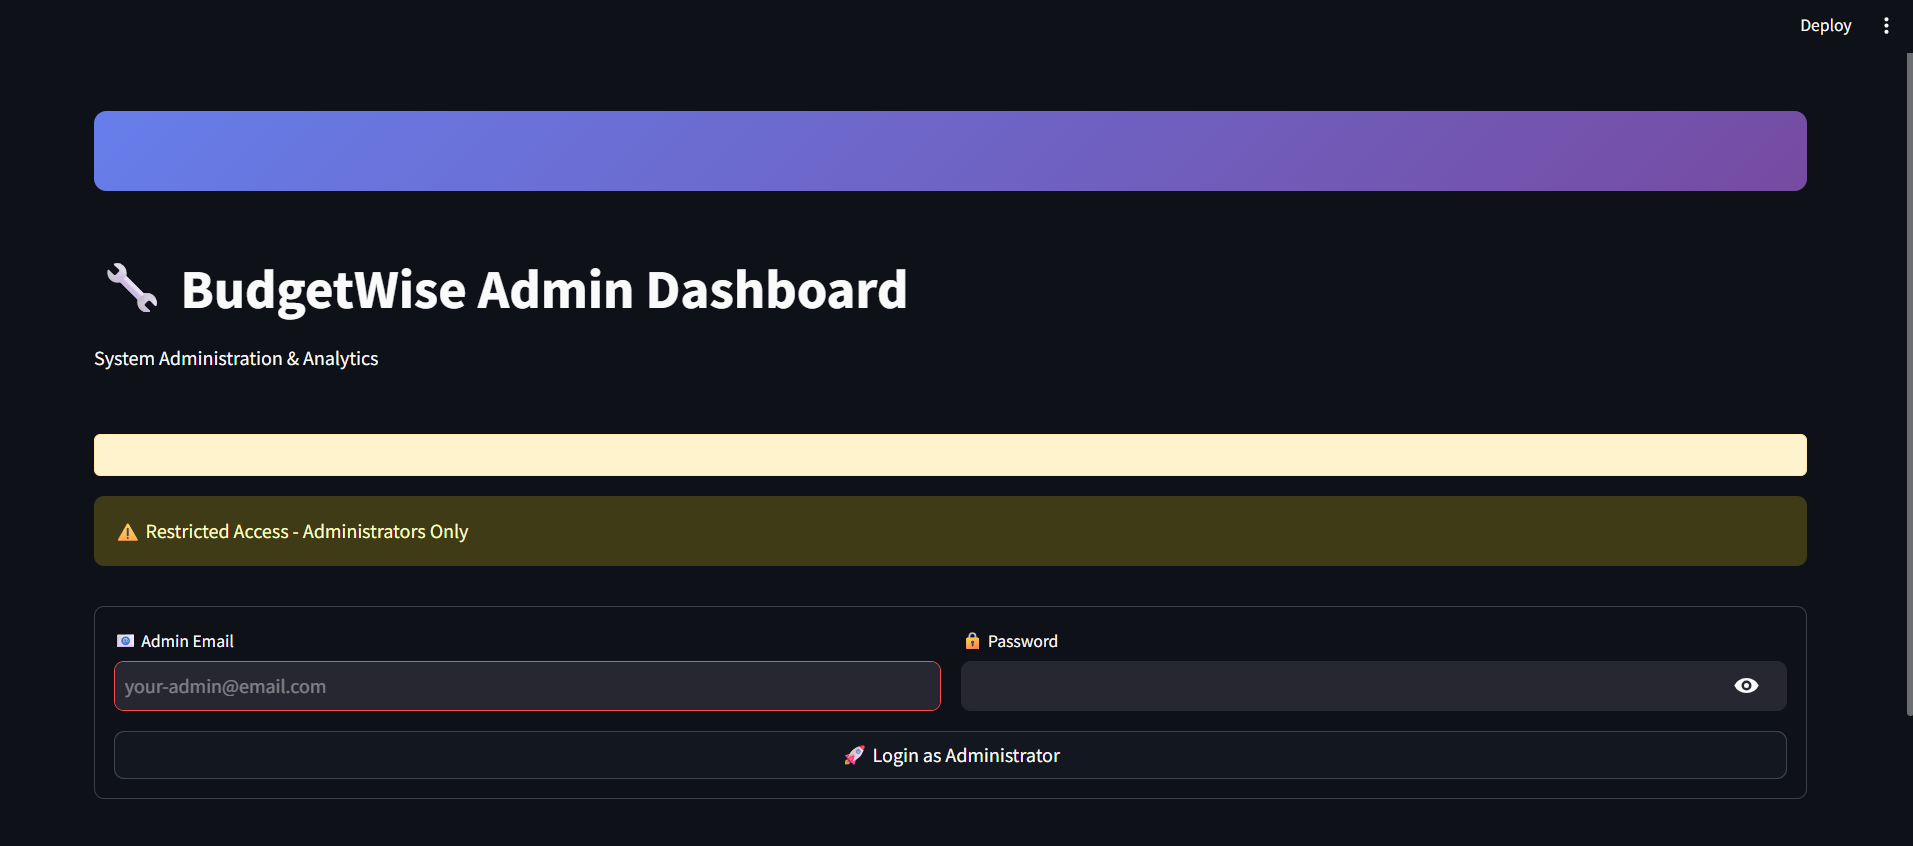 Deploy
BudgetWise Admin Dashboard
System Administration & Analytics
Restricted Access - Administrators Only
Admin Email
Password
your-admin@email.com
Login as Administrator